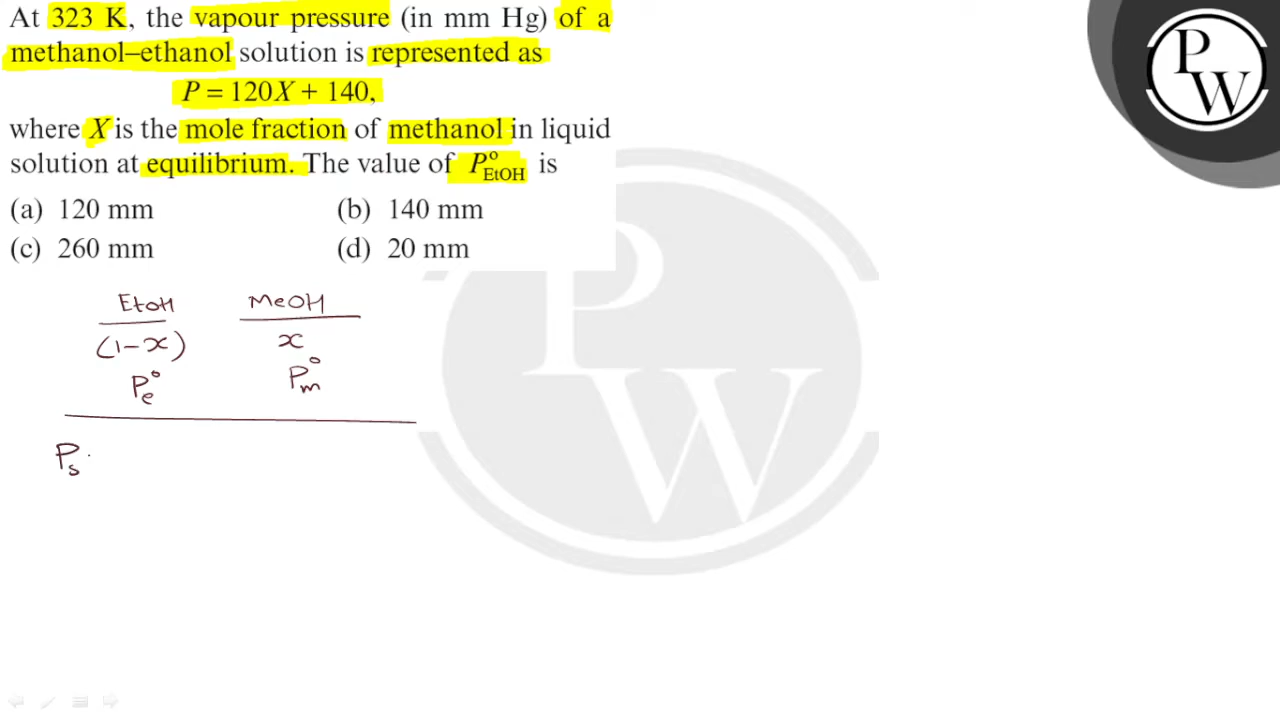 At 323 K, the vapour pressure (in mm Hg) of a
methanol–ethanol solution is represented as
P = 120X + 140,
where X is the mole fraction of methanol in liquid
solution at equilibrium. The value of P°EtOH is
(a) 120 mm (b) 140 mm
(c) 260 mm (d) 20 mm
EtOH MeOH
(1-x) x
P°e P°m
Ps
PW
PW